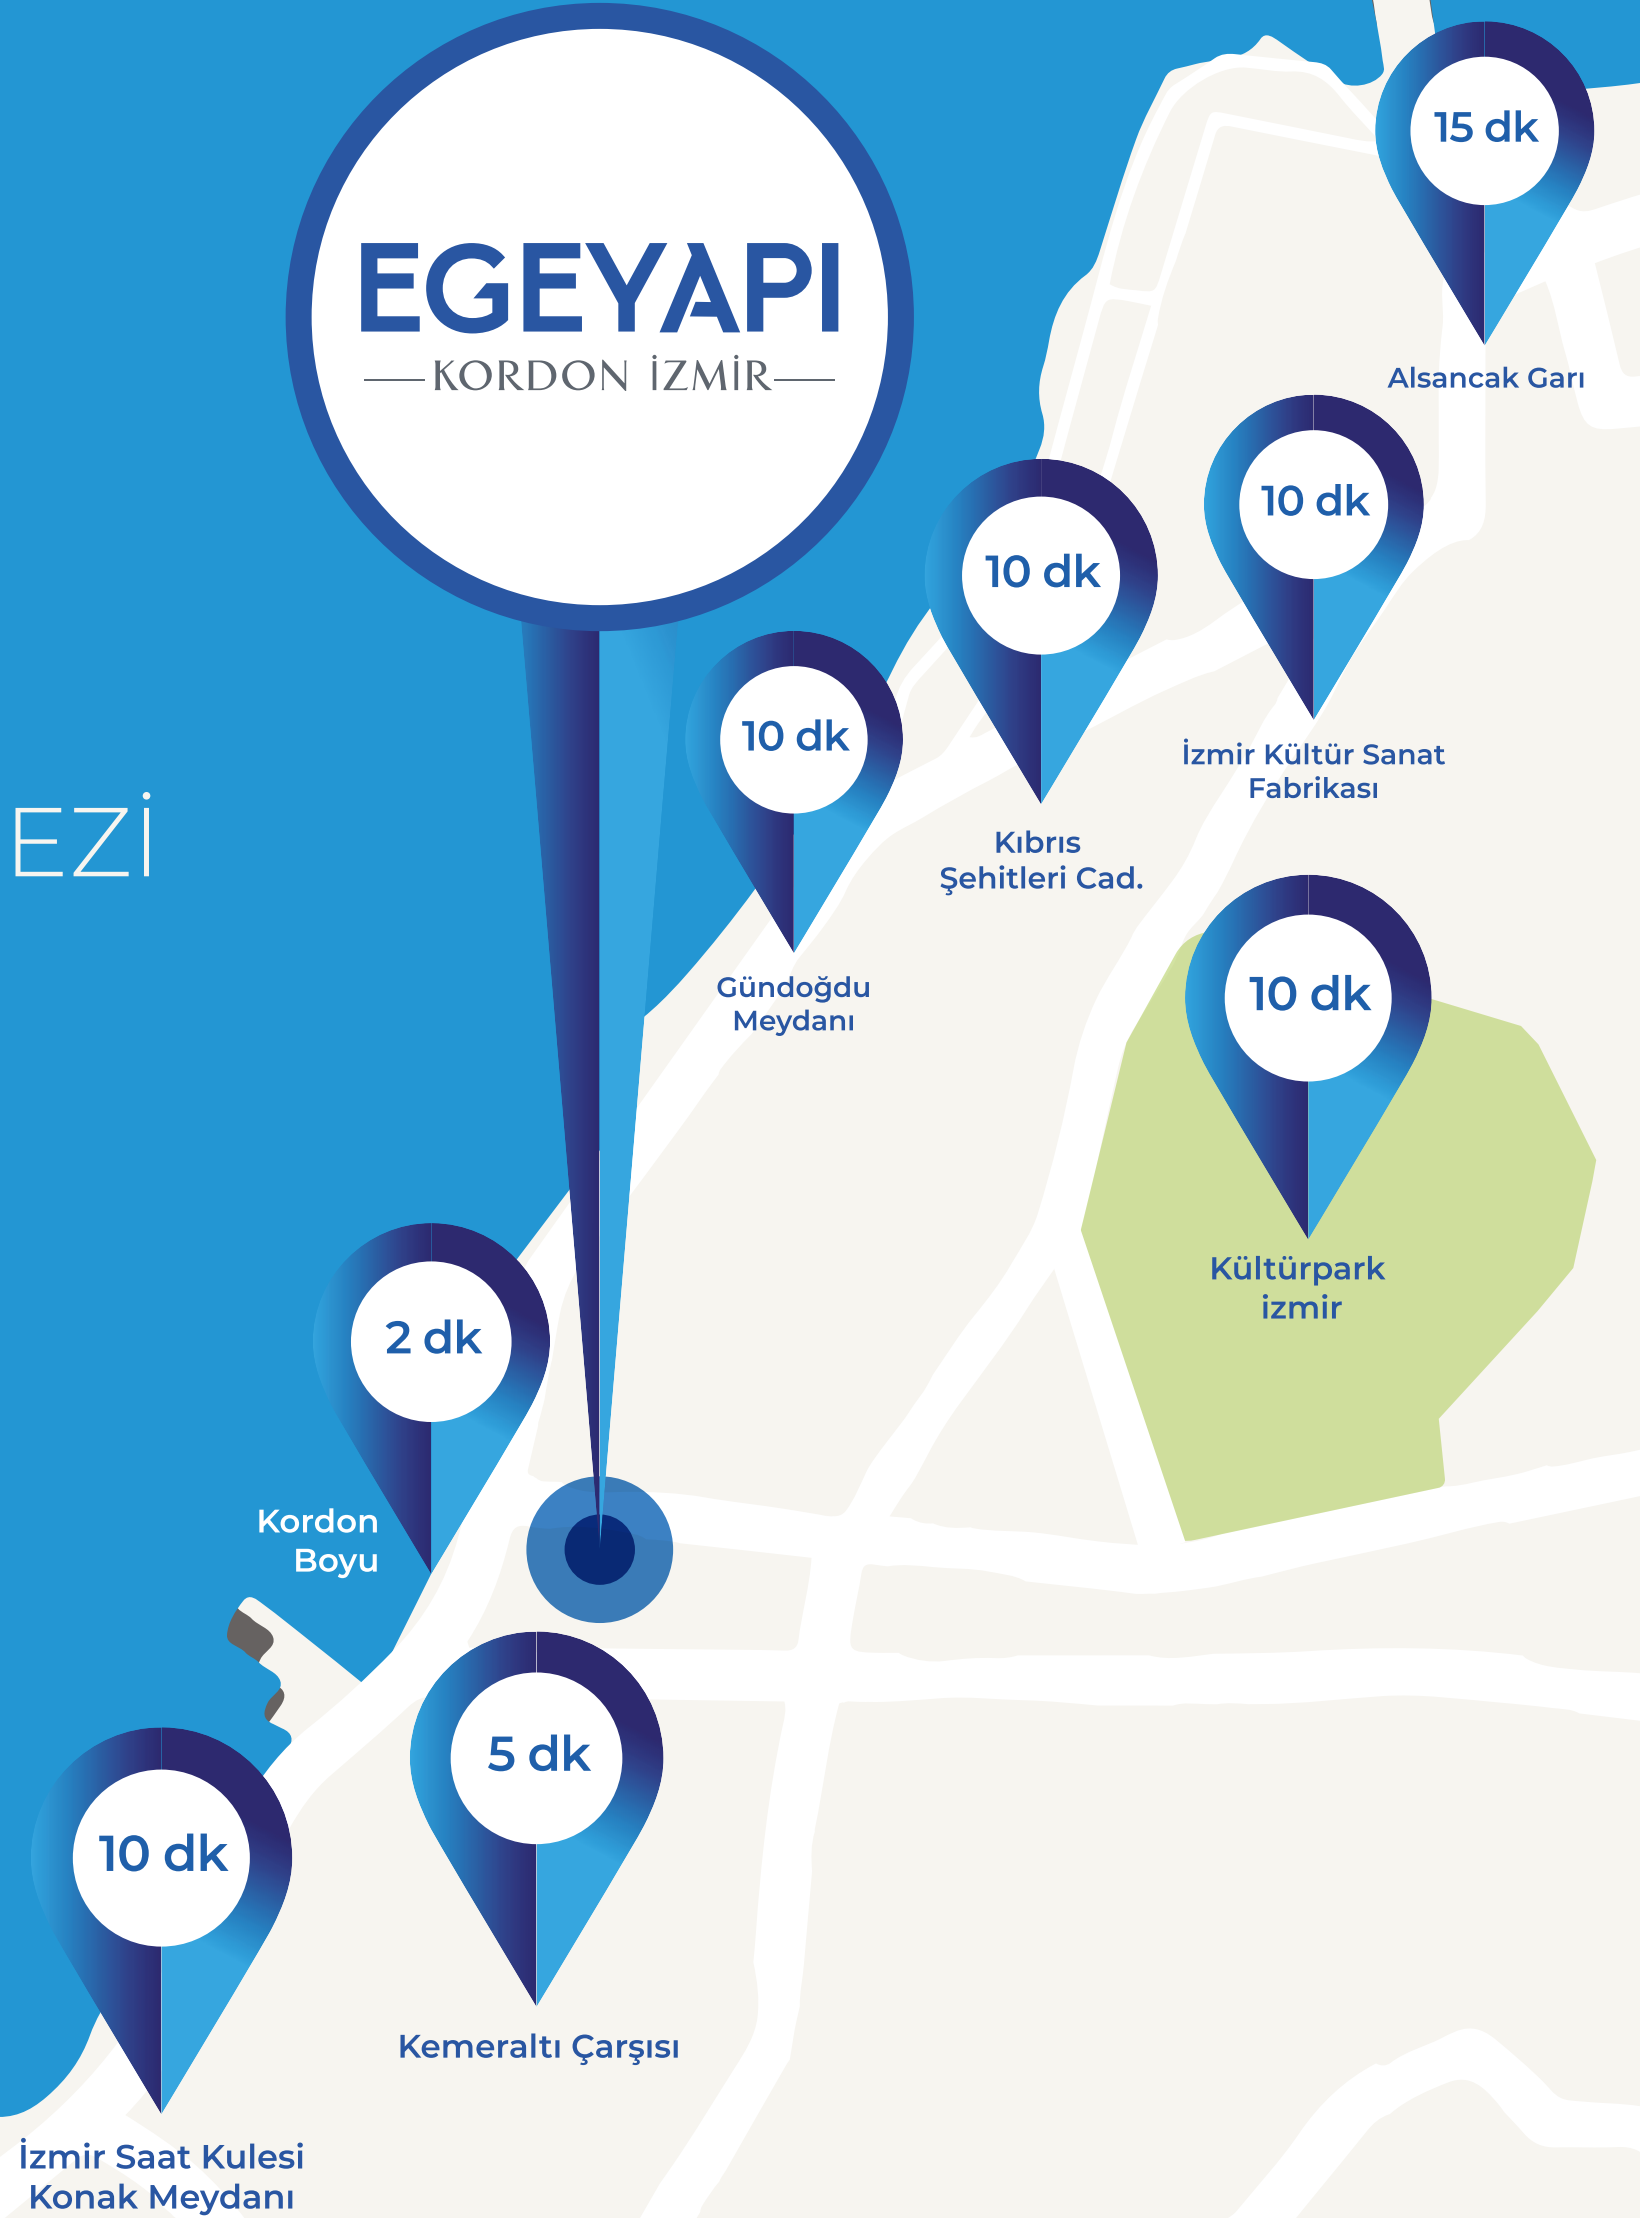 15 dk
Alsancak Garı
EGEYAPI
KORDON İZMİR
10 dk
İzmir Kültür Sanat
Fabrikası
10 dk
Kıbrıs
Şehitleri Cad.
10 dk
Gündoğdu
Meydanı
EZİ
10 dk
Kültürpark
izmir
2 dk
Kordon
Boyu
5 dk
Kemeraltı Çarşısı
10 dk
İzmir Saat Kulesi
Konak Meydanı